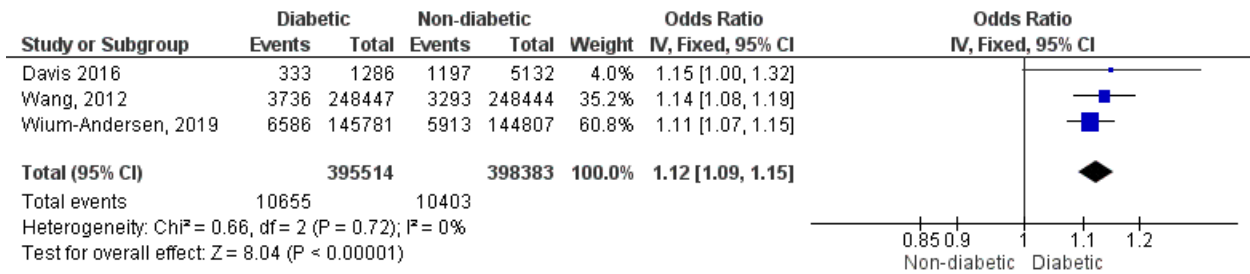 Diabetic Non-diabetic Odds Ratio Odds Ratio
Study or Subgroup Events Total Events Total Weight IV, Fixed, 95% CI IV, Fixed, 95% CI
Davis 2016 333 1286 1197 5132 4.0% 1.15 [1.00, 1.32]
Wang, 2012 3736 248447 3293 248444 35.2% 1.14 [1.08, 1.19]
Wium-Andersen, 2019 6586 145781 5913 144807 60.8% 1.11 [1.07, 1.15]
Total (95% CI) 395514 398383 100.0% 1.12 [1.09, 1.15]
Total events 10655 10403
Heterogeneity: Chi² = 0.66, df = 2 (P = 0.72); I² = 0%
Test for overall effect: Z = 8.04 (P < 0.00001)
0.85 0.9 1 1.1 1.2
Non-diabetic Diabetic